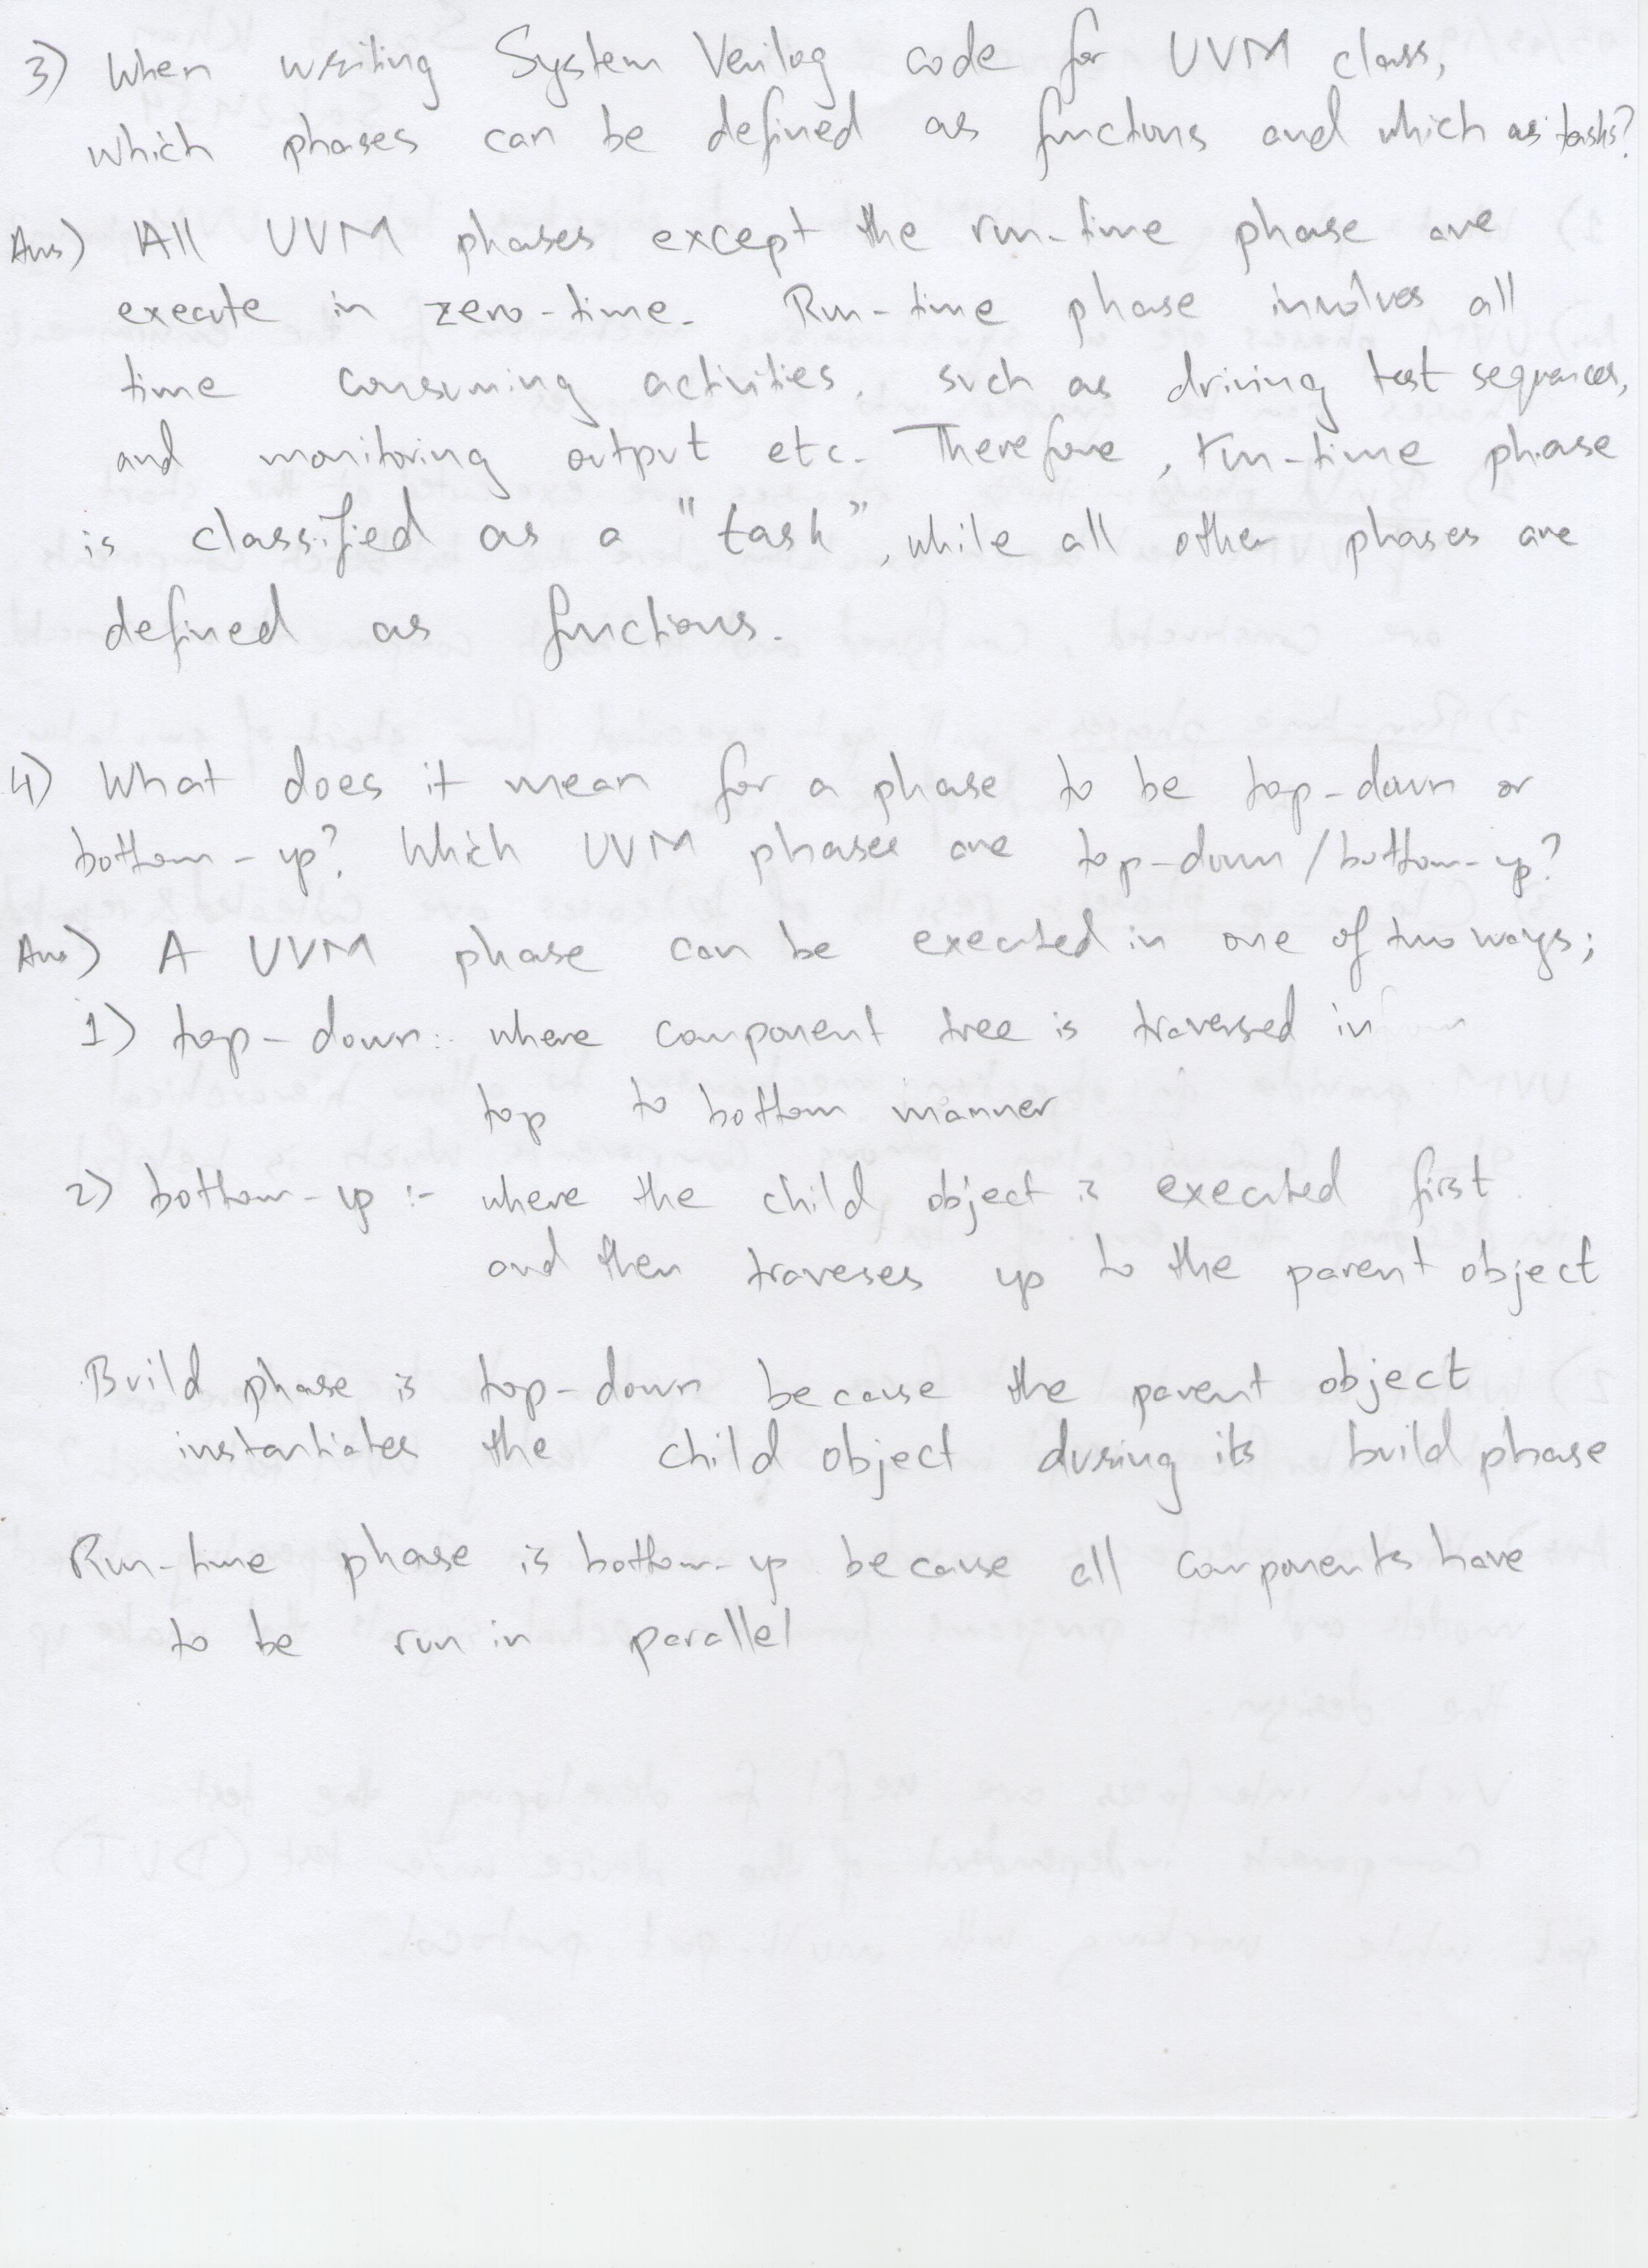 3) When writing System Verilog code for UVM class,
which phases can be defined as functions and which as tasks?
Ans) All UVM phases except the run-time phase are
execute in zero-time. Run-time phase involves all
time consuming activities, such as driving test sequences,
and monitoring output etc. Therefore, run-time phase
is classified as a "task", while all other phases are
defined as functions.
4) What does it mean for a phase to be top-down or
bottom-up? Which UVM phases are top-down/bottom-up?
Ans) A UVM phase can be executed in one of two ways;
1) top-down: where component tree is traversed in
top to bottom manner
2) bottom-up :- where the child object is executed first
and then traveses up to the parent object
Build phase is top-down because the parent object
instantiates the child object during its build phase
Run-time phase is bottom-up because all components have
to be run in parallel